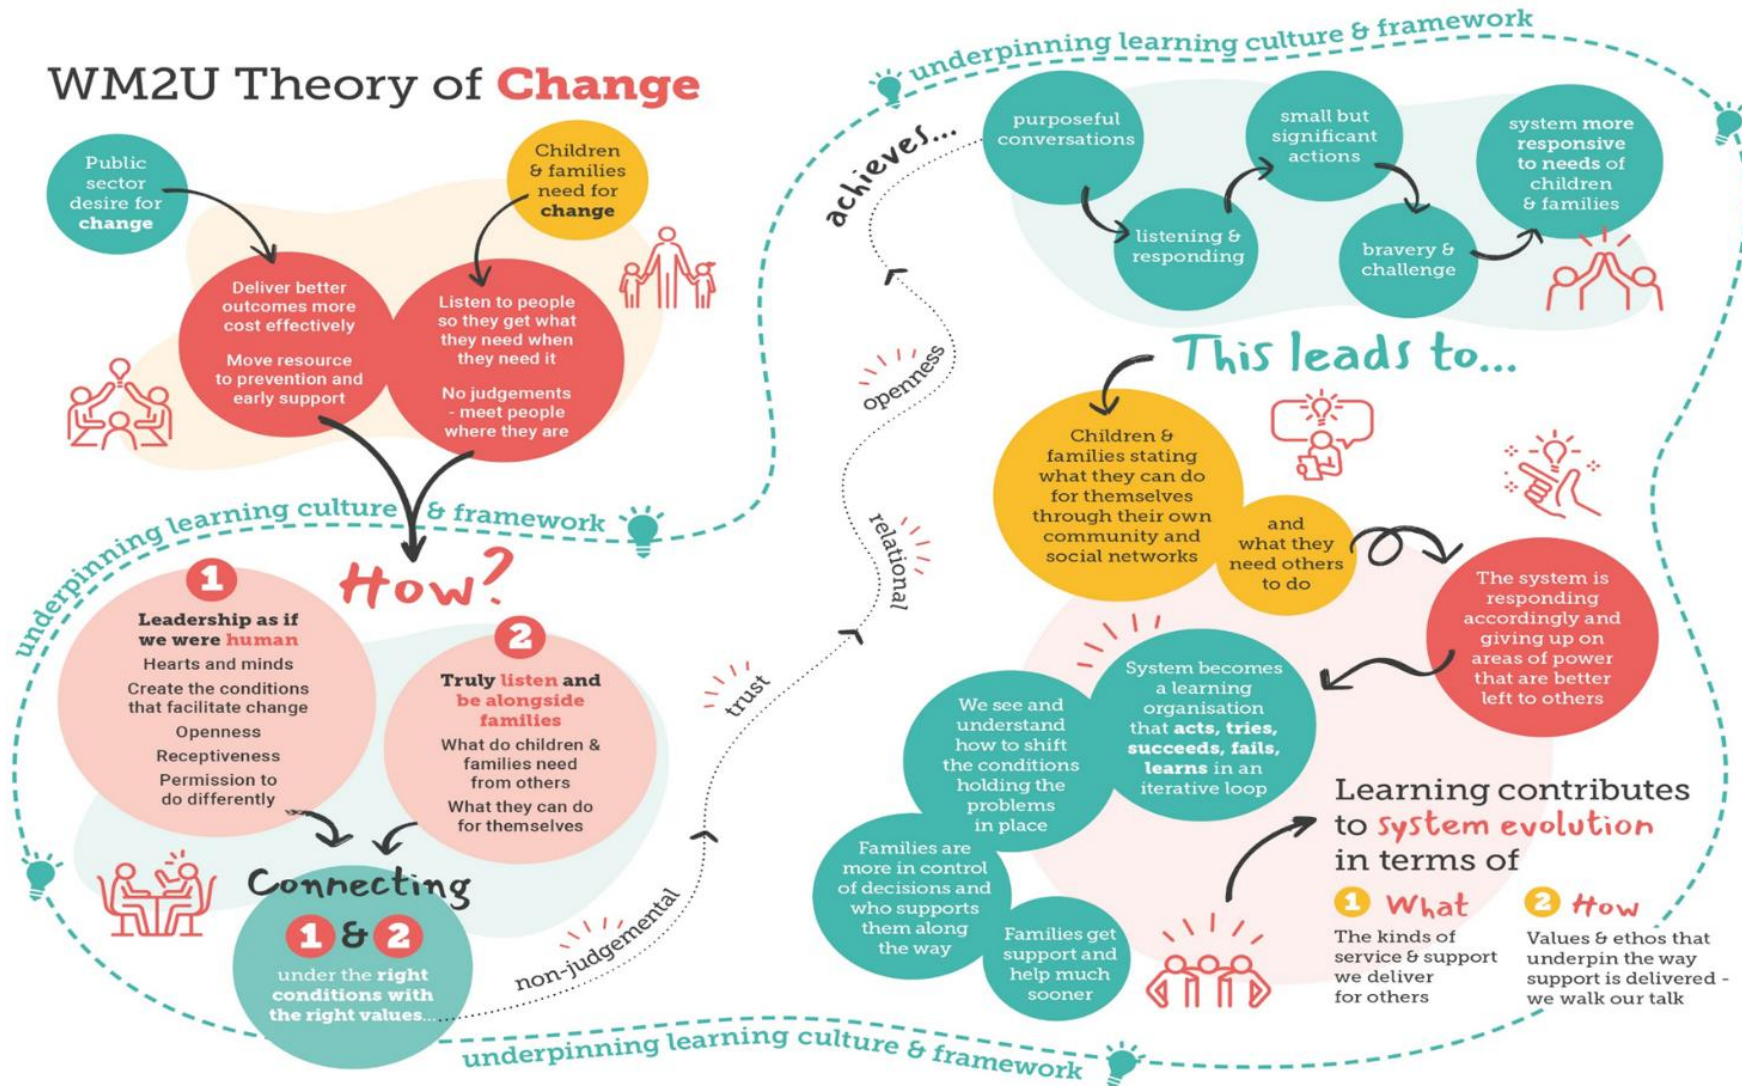 WM2U Theory of Change
Public
sector
desire for
change
Children
& families
need for
change
Deliver better
outcomes more
cost effectively
Move resource
to prevention and
early support
Listen to people
so they get what
they need when
they need it
No judgements
- meet people
where they are
underpinning learning culture & framework
How?
1
Leadership as if
we were human
Hearts and minds
Create the conditions
that facilitate change
Openness
Receptiveness
Permission to
do differently
2
Truly listen and
be alongside
families
What do children &
families need
from others
What they can do
for themselves
Connecting
1 & 2
under the right
conditions with
the right values...
non-judgemental
trust
relational
openness
achieves...
underpinning learning culture & framework
purposeful
conversations
listening &
responding
small but
significant
actions
bravery &
challenge
system more
responsive
to needs of
children
& families
This leads to...
Children &
families stating
what they can do
for themselves
through their own
community and
social networks
and
what they
need others
to do
The system is
responding
accordingly and
giving up on
areas of power
that are better
left to others
System becomes
a learning
organisation
that acts, tries,
succeeds, fails,
learns in an
iterative loop
We see and
understand
how to shift
the conditions
holding the
problems
in place
Families are
more in control
of decisions and
who supports
them along
the way
Families get
support and
help much
sooner
Learning contributes
to system evolution
in terms of
1 What
The kinds of
service & support
we deliver
for others
2 How
Values & ethos that
underpin the way
support is delivered -
we walk our talk
underpinning learning culture & framework